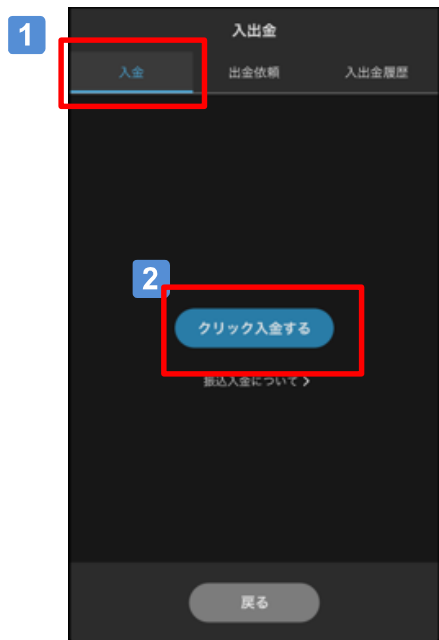 1
入出金
入金
出金依頼
入出金履歴
2
クリック入金する
振込入金について >
戻る